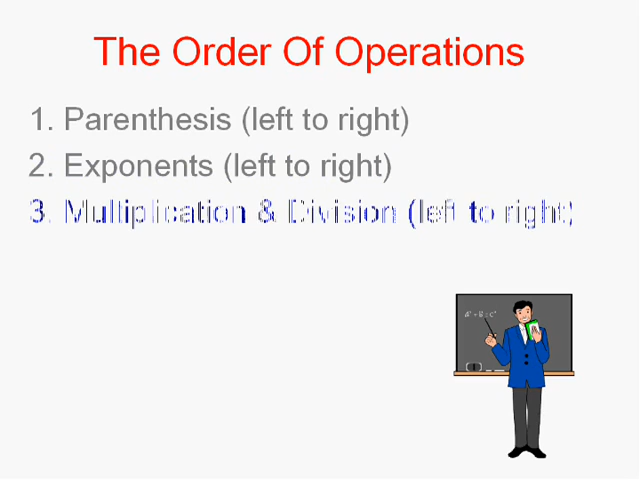 The Order Of Operations
1. Parenthesis (left to right)
2. Exponents (left to right)
3. Multiplication & Division (left to right)